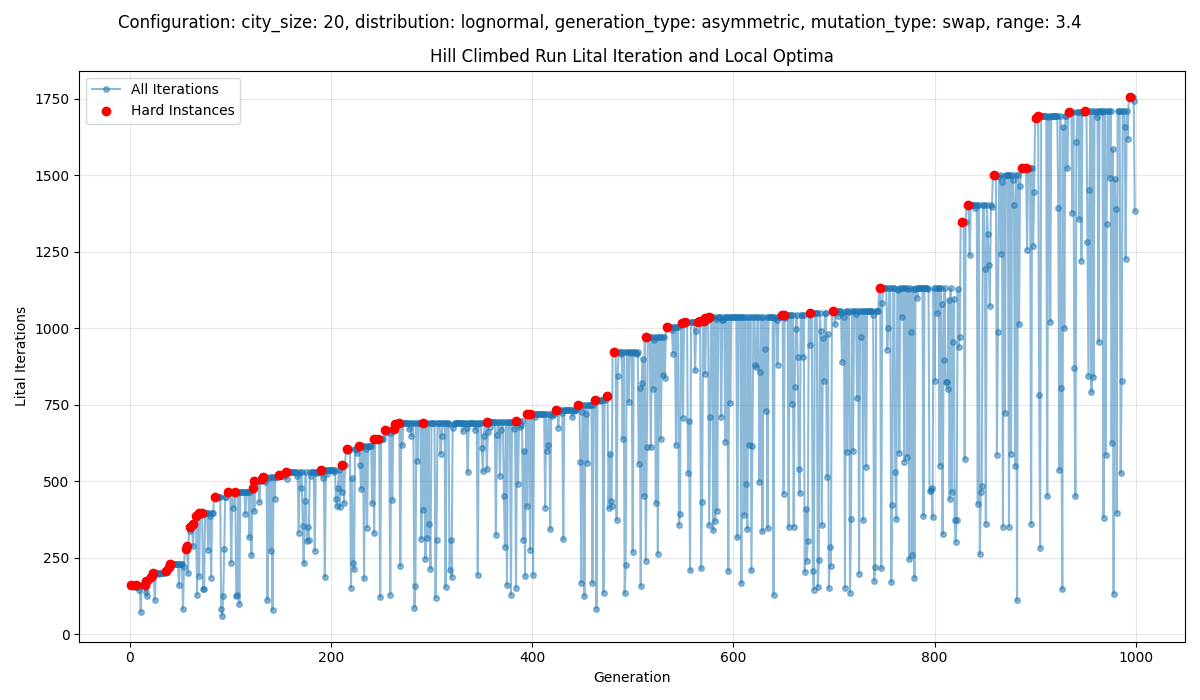 Configuration: city_size: 20, distribution: lognormal, generation_type: asymmetric, mutation_type: swap, range: 3.4
Hill Climbed Run Lital Iteration and Local Optima
All Iterations
Hard Instances
Lital Iterations
1750
1500
1250
1000
750
500
250
0
0 200 400 600 800 1000
Generation